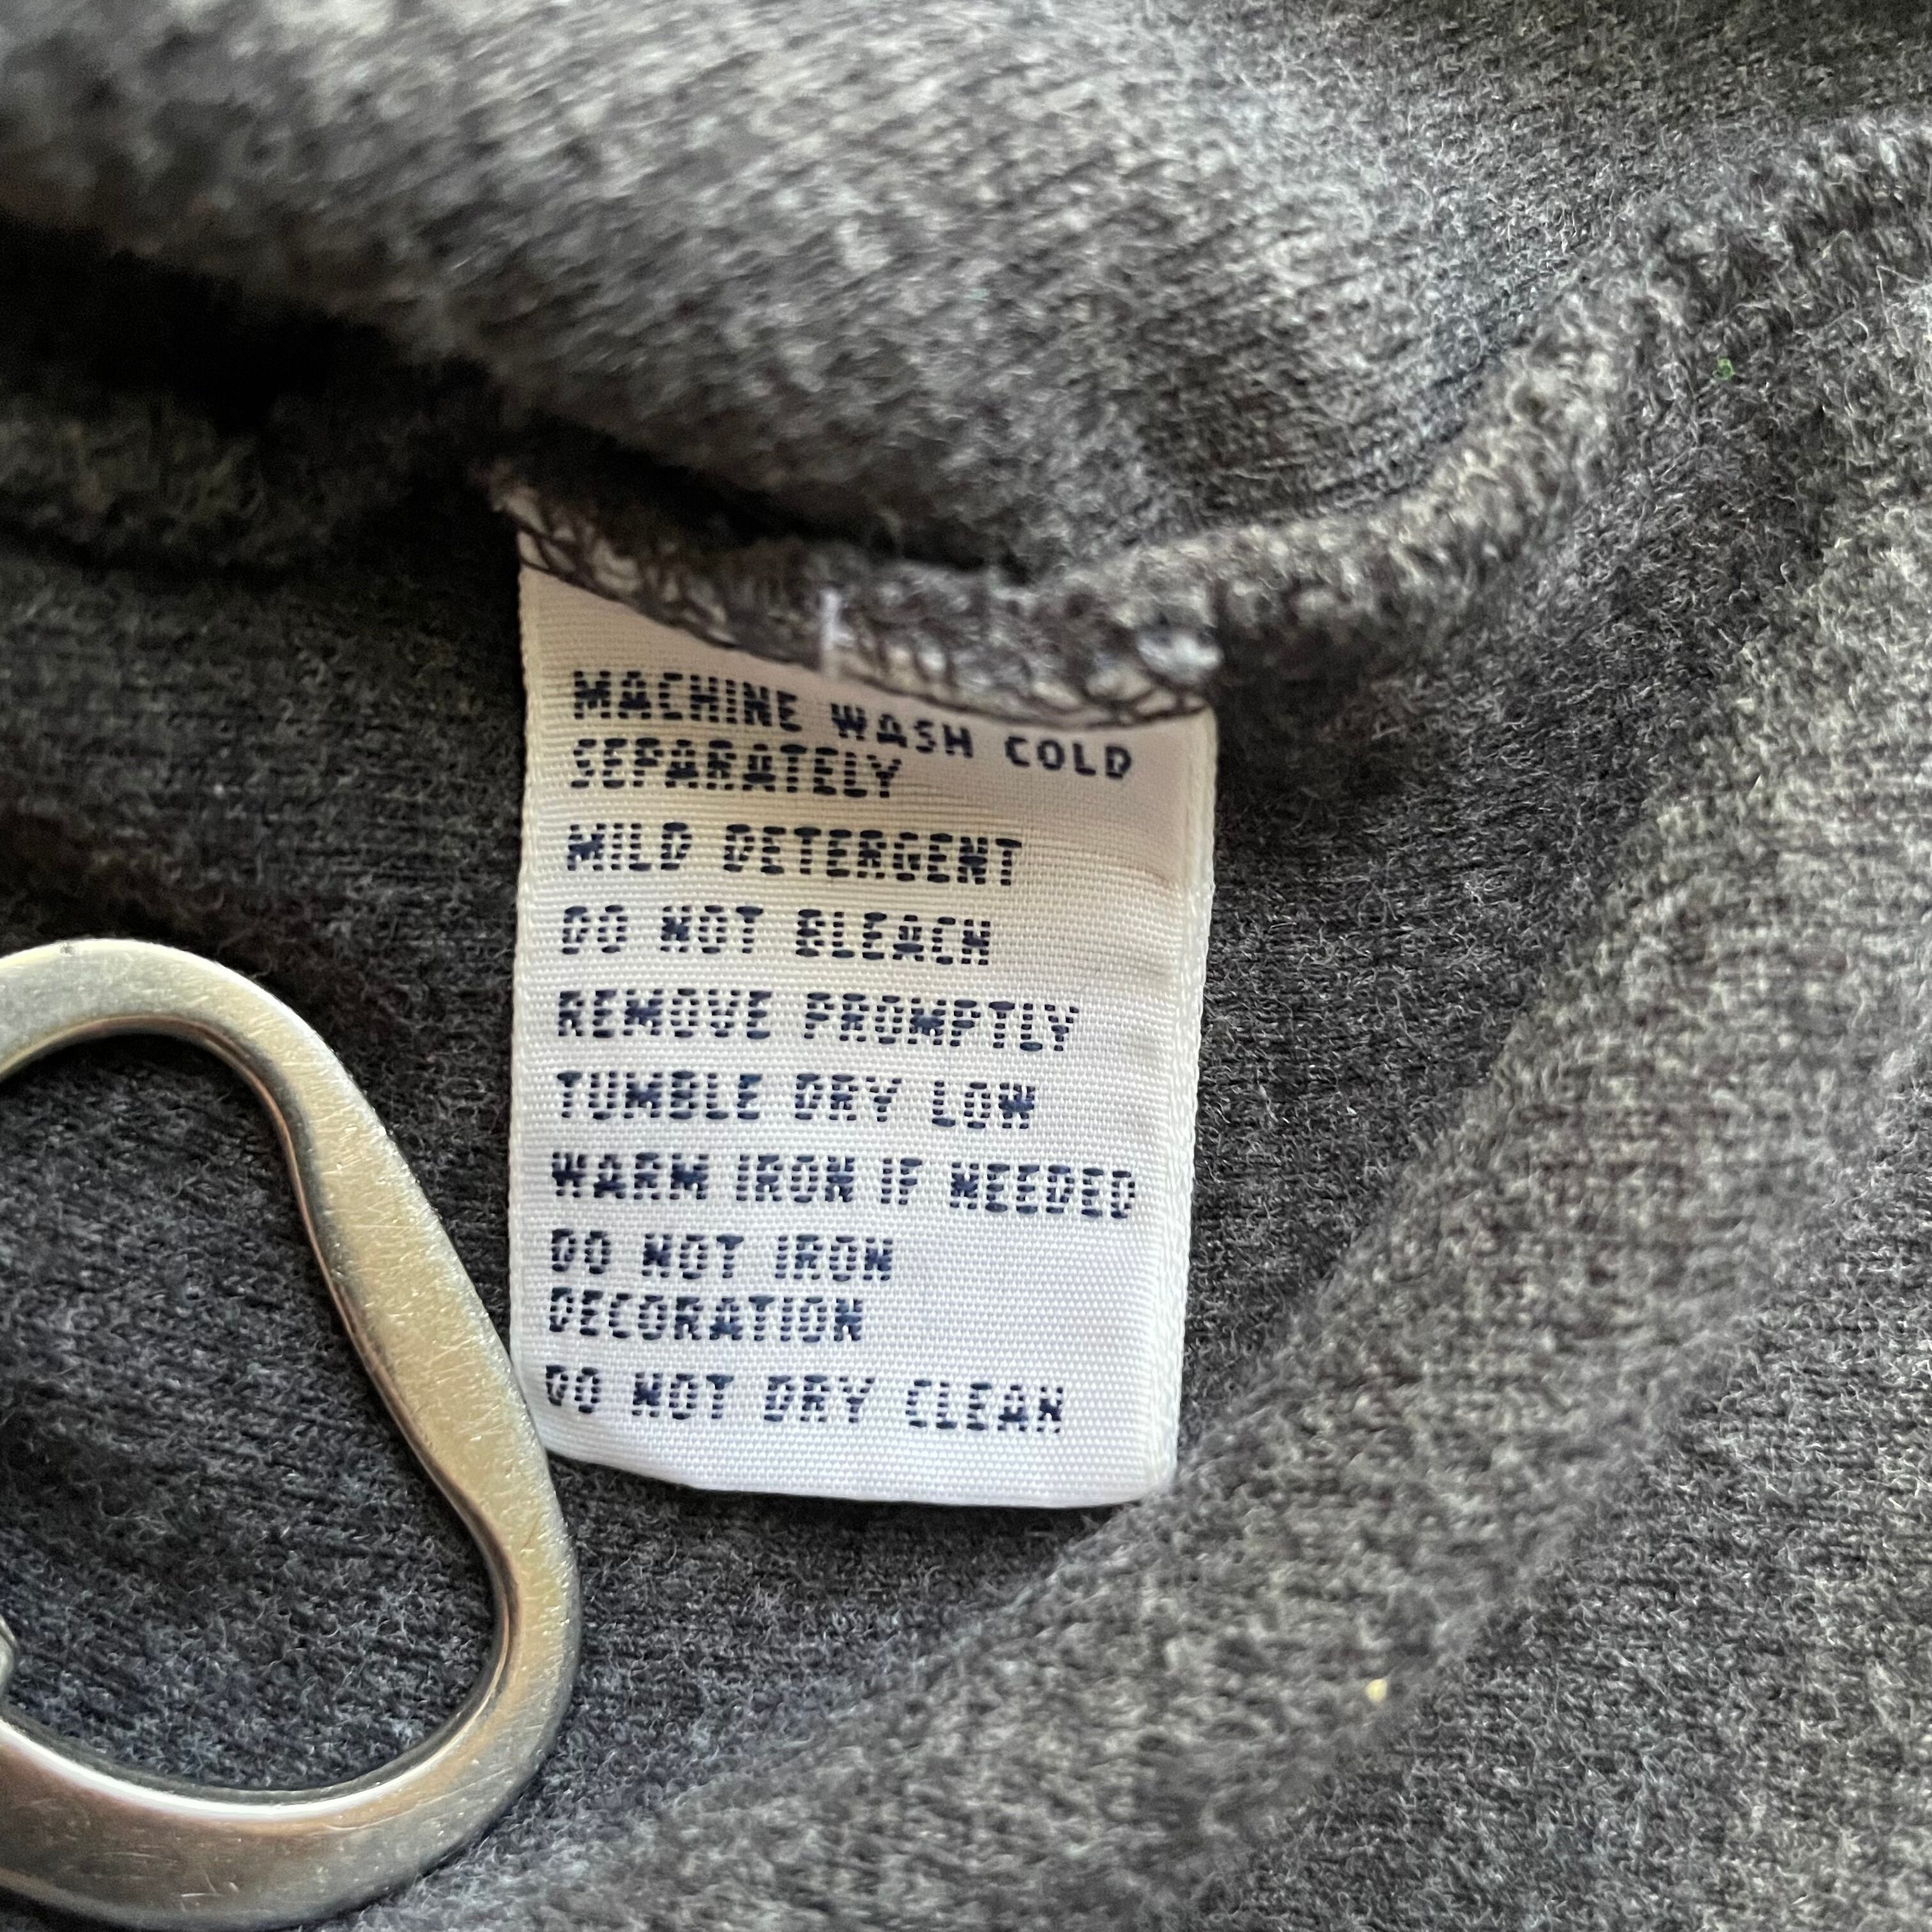 MACHINE WASH COLD
SEPARATELY
MILD DETERGENT
DO NOT BLEACH
REMOVE PROMPTLY
TUMBLE DRY LOW
WARM IRON IF NEEDED
DO NOT IRON
DECORATION
DO NOT DRY CLEAN